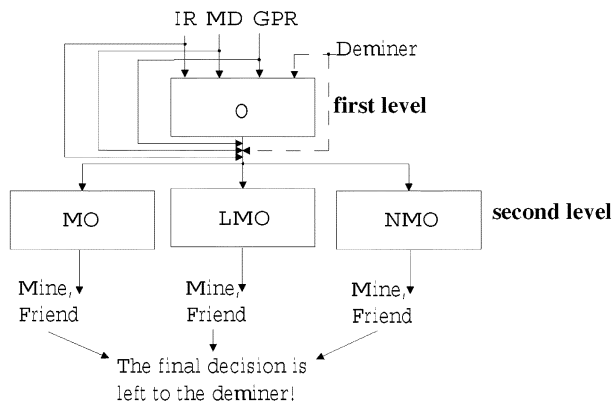 IR MD GPR
Deminer
O
first level
MO
LMO
NMO
second level
Mine,
Friend
Mine,
Friend
Mine,
Friend
The final decision is
left to the deminer!